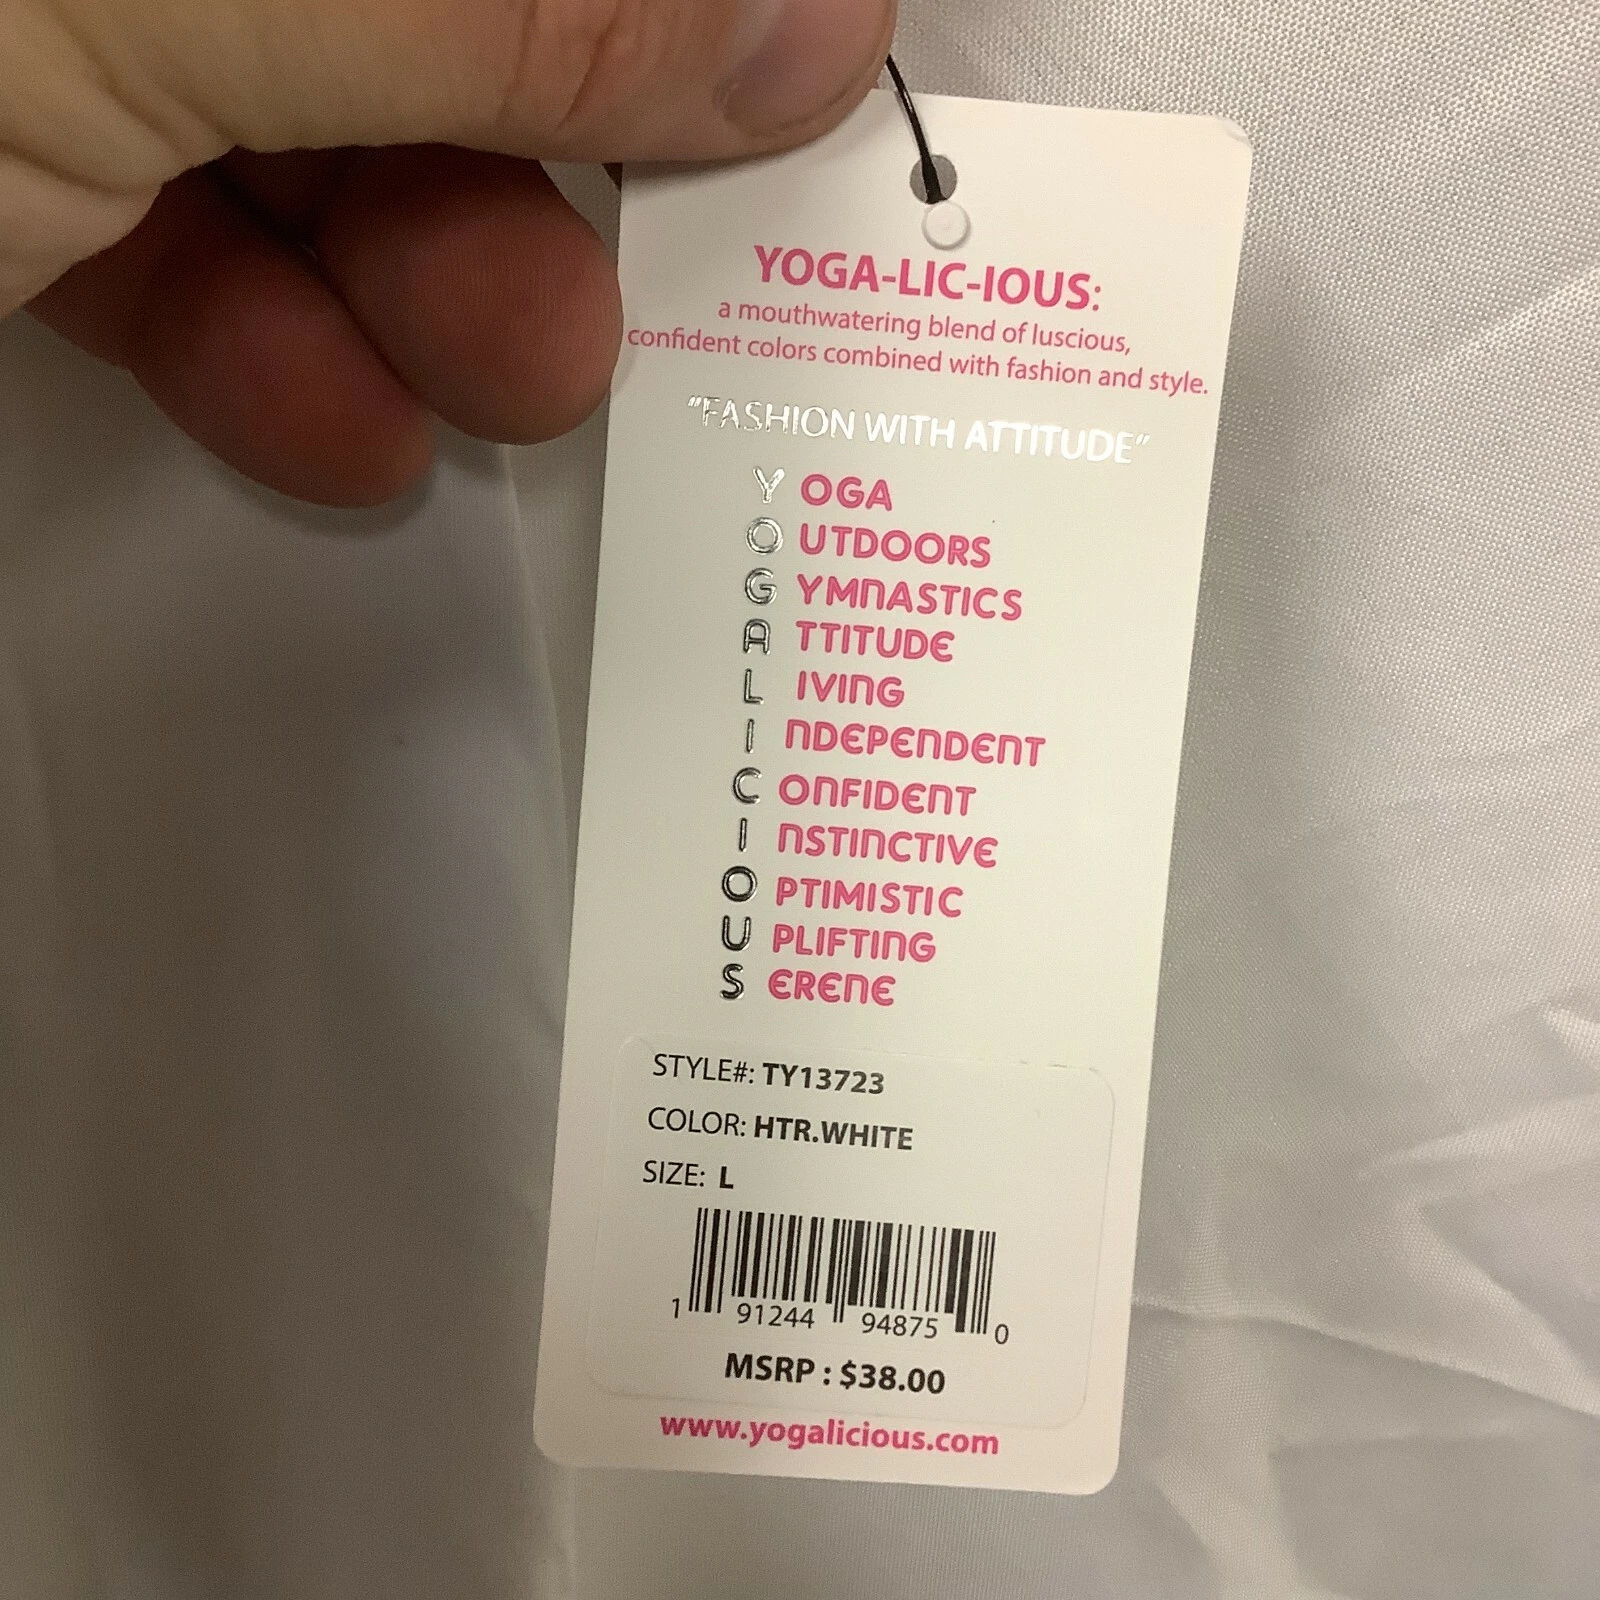 YOGA-LIC-IOUS:
a mouthwatering blend of luscious,
confident colors combined with fashion and style.
"FASHION WITH ATTITUDE"
Y OGA
O UTDOORS
G YMNASTICS
A TTITUDE
L IVING
I NDEPENDENT
C ONFIDENT
I NSTINCTIVE
O PTIMISTIC
U PLIFTING
S ERENE
STYLE#: TY13723
COLOR: HTR.WHITE
SIZE: L
1 91244 94875 0
MSRP : $38.00
www.yogalicious.com